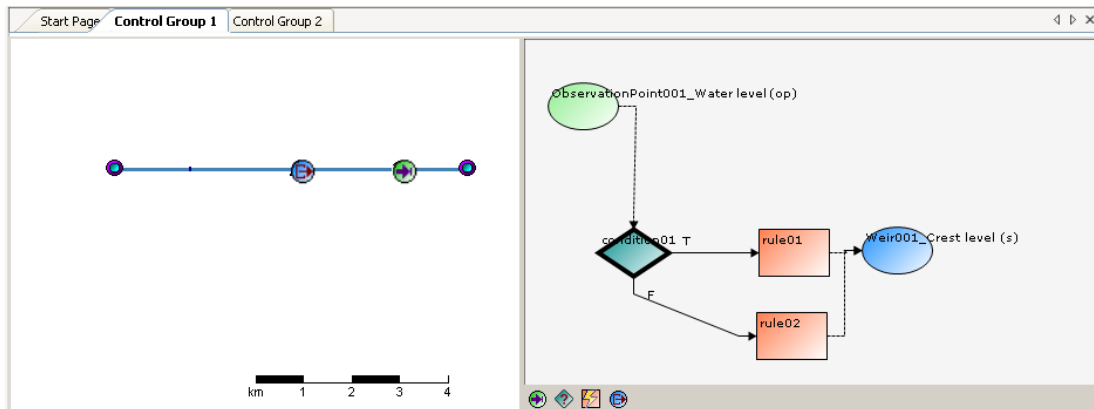 Start Page Control Group 1 Control Group 2
ObservationPoint001_Water level (op)
condition01 T
rule01
Weir001_Crest level (s)
F
rule02
km 1 2 3 4